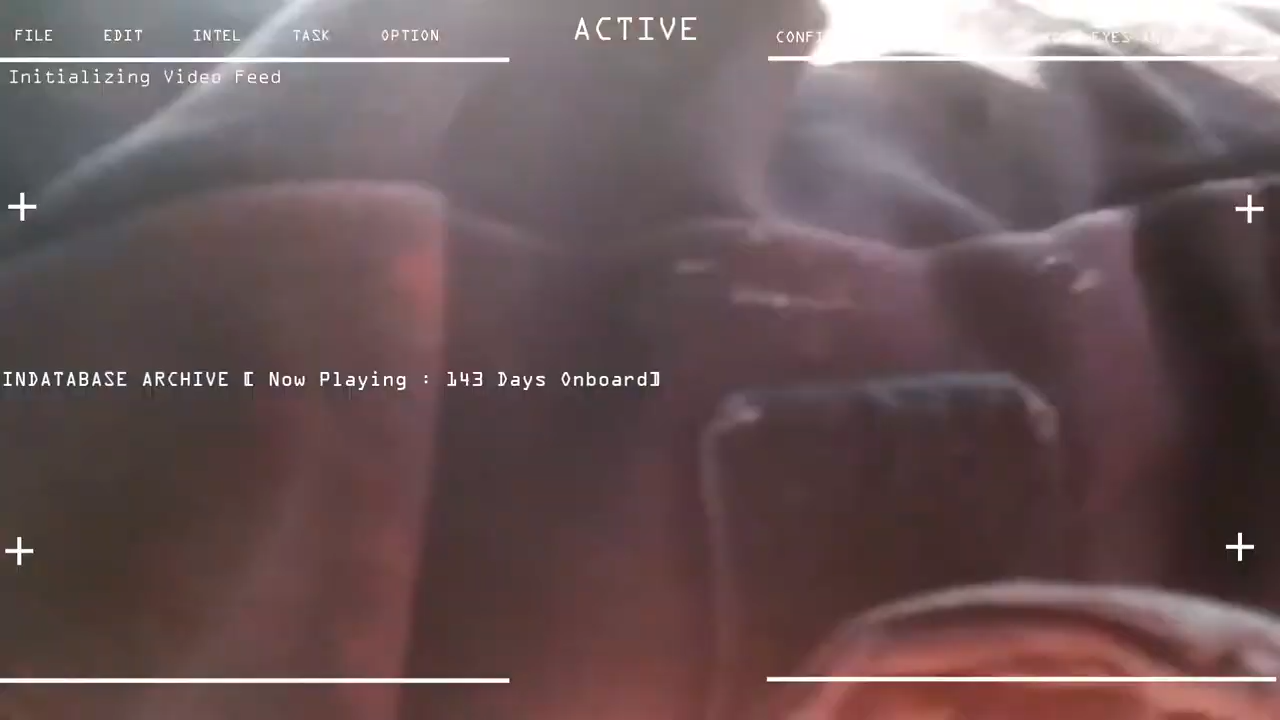 FILE EDIT INTEL TASK OPTION ACTIVE
Initializing Video Feed
INDATABASE ARCHIVE [ Now Playing : 143 Days Onboard]